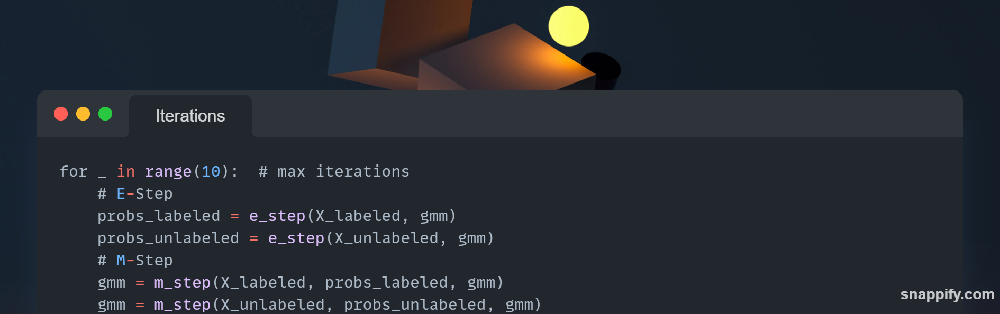 Iterations
for _ in range(10):  # max iterations
    # E-Step
    probs_labeled = e_step(X_labeled, gmm)
    probs_unlabeled = e_step(X_unlabeled, gmm)
    # M-Step
    gmm = m_step(X_labeled, probs_labeled, gmm)
    gmm = m_step(X_unlabeled, probs_unlabeled, gmm)
snappify.com